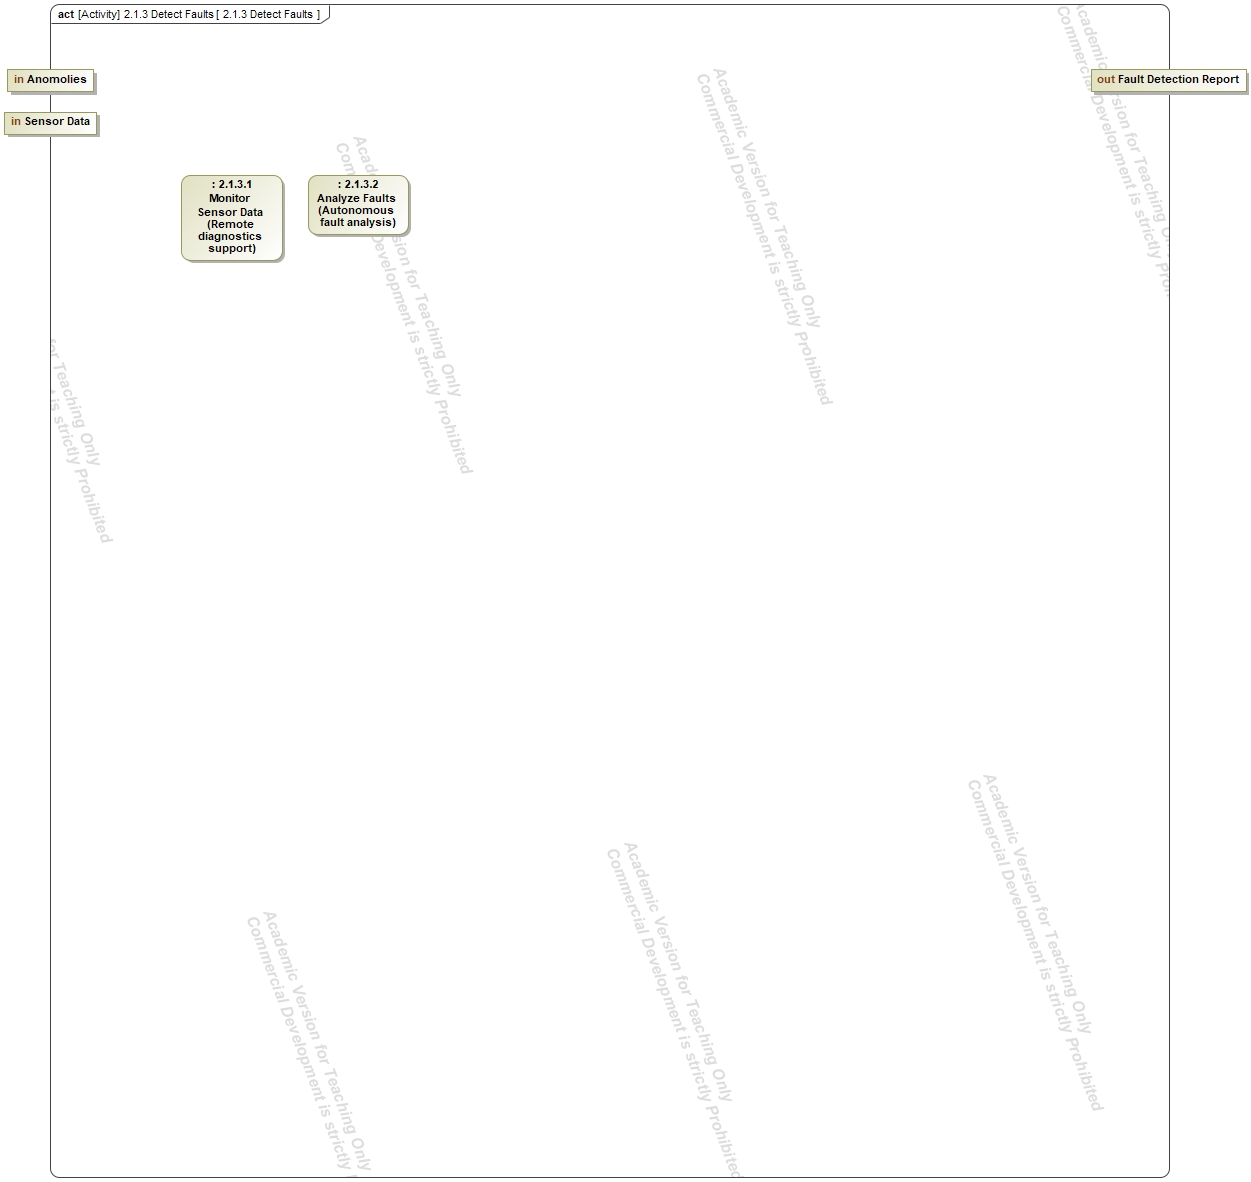 act [Activity] 2.1.3 Detect Faults [ 2.1.3 Detect Faults ]
in Anomolies
out Fault Detection Report
in Sensor Data
: 2.1.3.1
Monitor
Sensor Data
(Remote
diagnostics
support)
: 2.1.3.2
Analyze Faults
(Autonomous
fault analysis)
Academic Version for Teaching Only
Commercial Development is strictly Prohibited
Academic Version for Teaching Only
Commercial Development is strictly Prohibited
Academic Version for Teaching Only
Commercial Development is strictly Proh
for Teaching Only
is strictly Prohibited
Academic Version for Teaching Only
Commercial Development is strictly Prohibited
Academic Version for Teaching Only
Commercial Development is strictly Prohibited
Academic Version for Teaching Only
Commercial Development is strictly